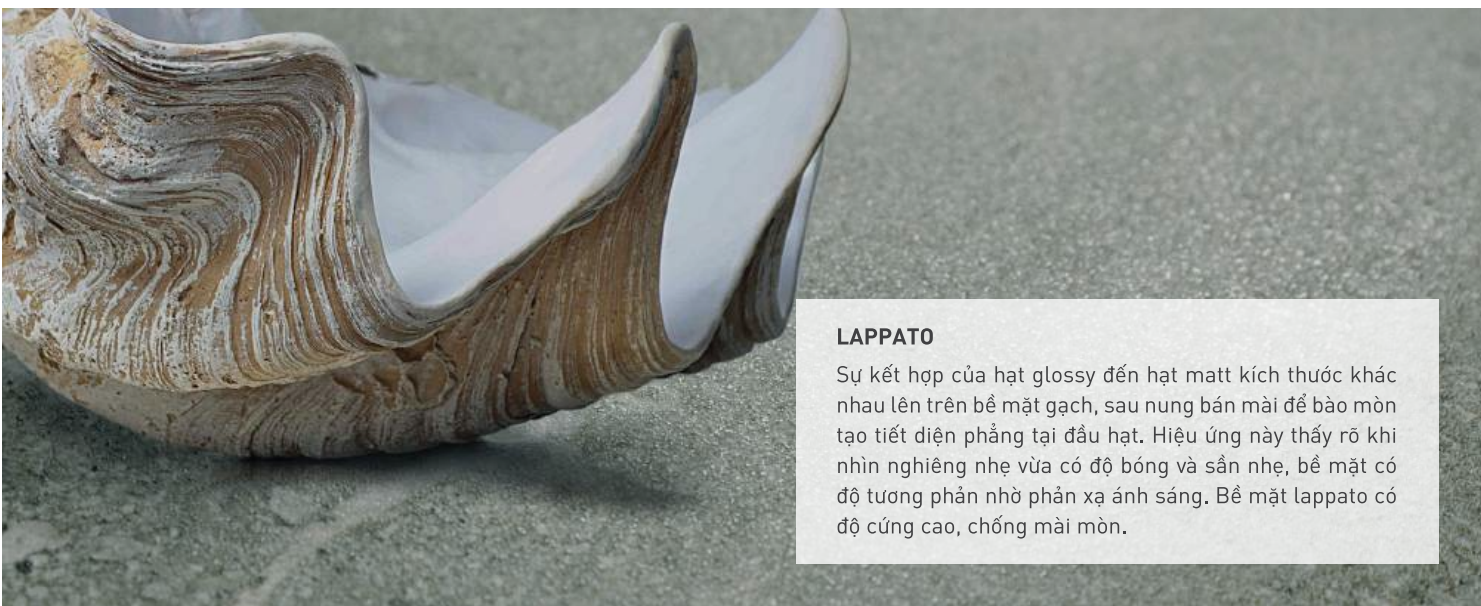 LAPPATO
Sự kết hợp của hạt glossy đến hạt matt kích thước khác
nhau lên trên bề mặt gạch, sau nung bán mài để bào mòn
tạo tiết diện phẳng tại đầu hạt. Hiệu ứng này thấy rõ khi
nhìn nghiêng nhẹ vừa có độ bóng và sần nhẹ, bề mặt có
độ tương phản nhờ phản xạ ánh sáng. Bề mặt lappato có
độ cứng cao, chống mài mòn.